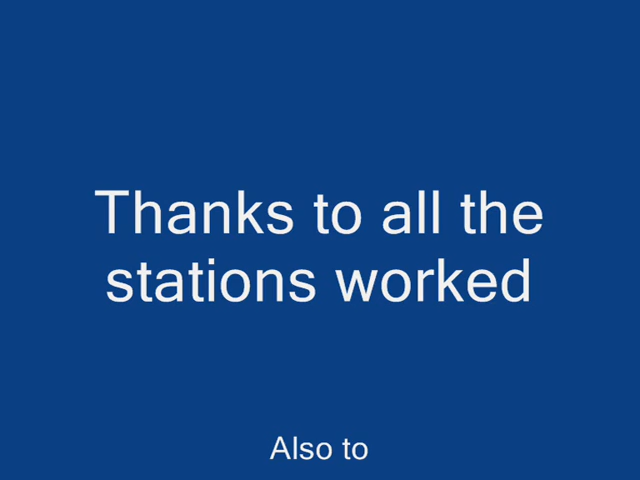 Thanks to all the
stations worked
Also to